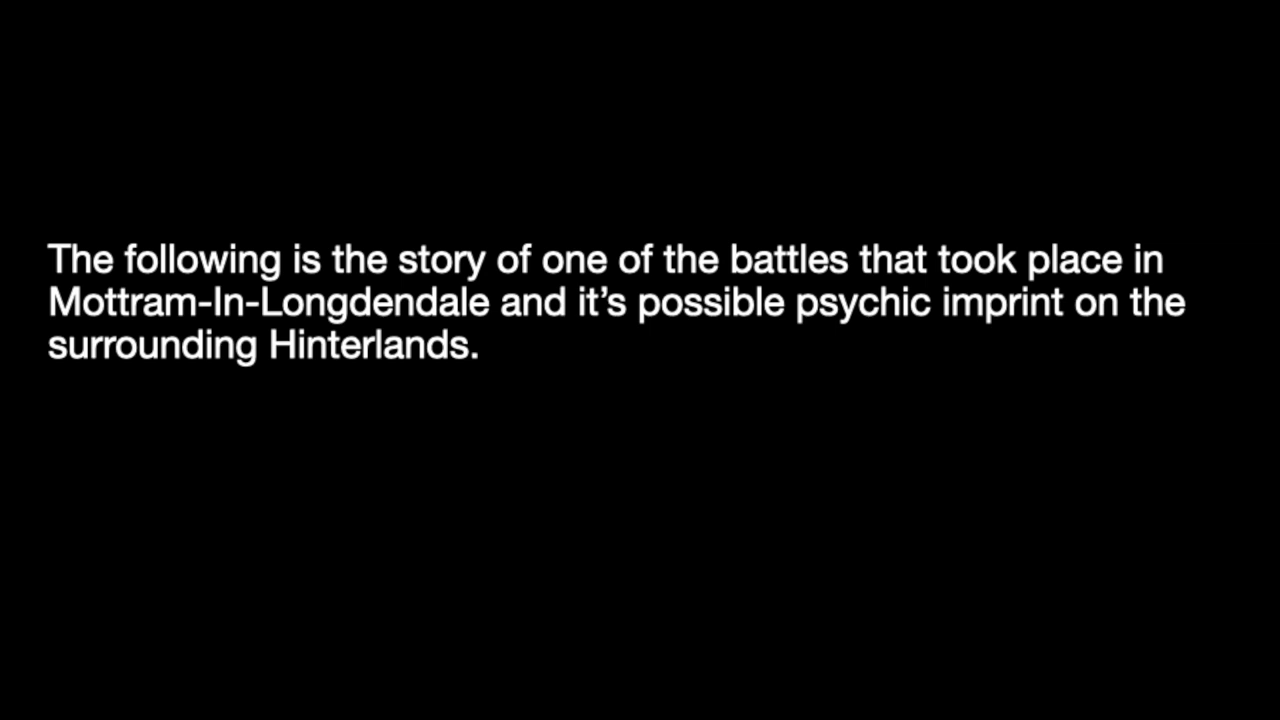 The following is the story of one of the battles that took place in
Mottram-In-Longdendale and it’s possible psychic imprint on the
surrounding Hinterlands.